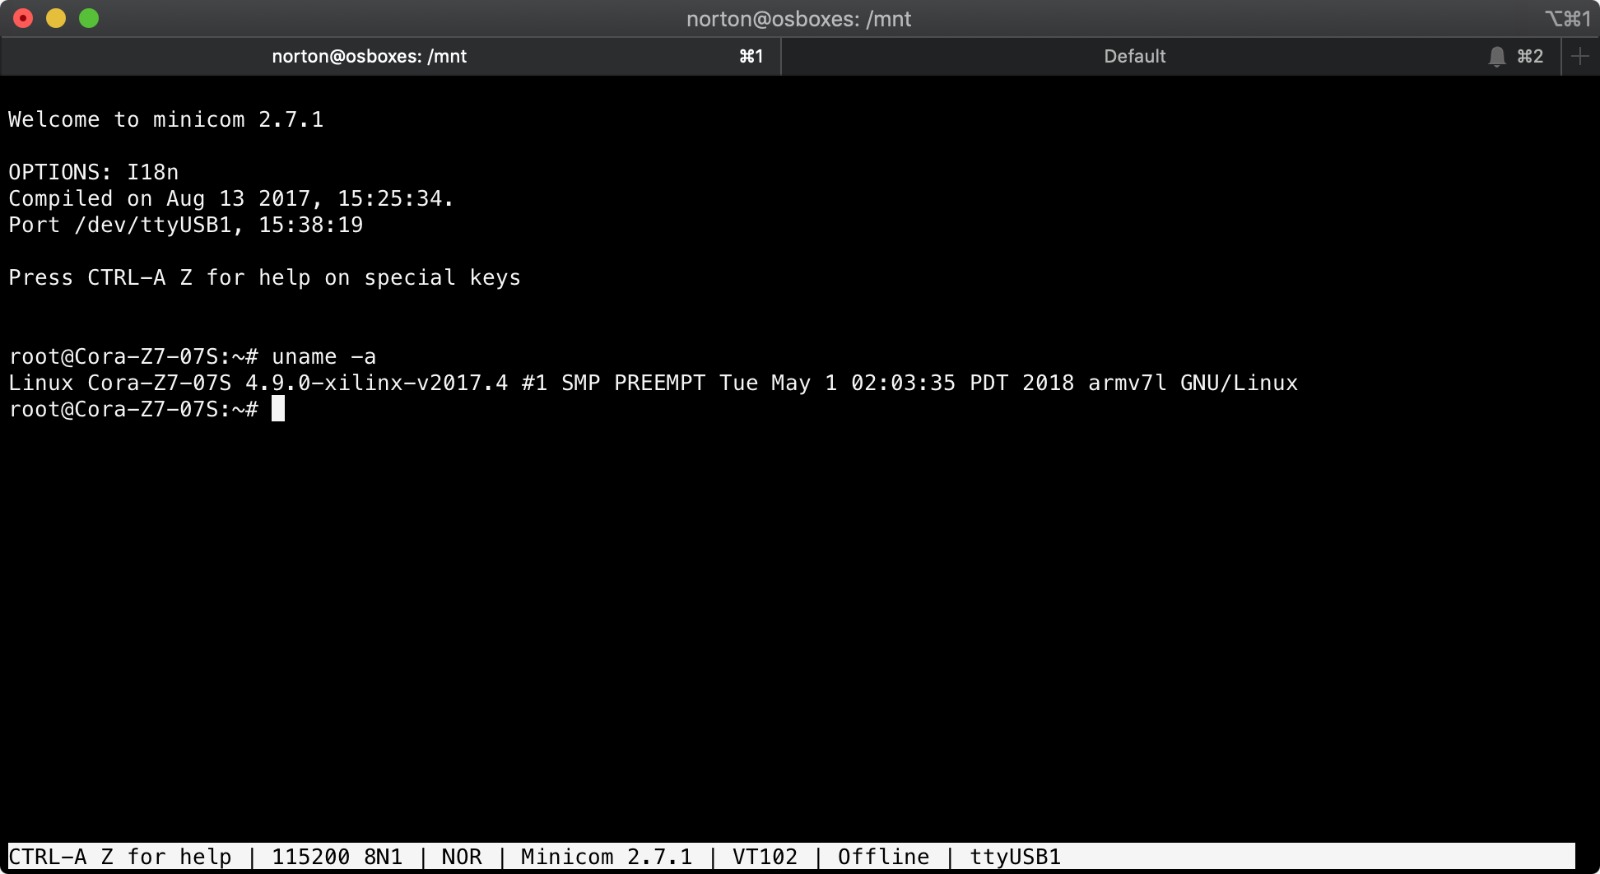 norton@osboxes: /mnt ⌥⌘1
norton@osboxes: /mnt ⌘1 Default ⌘2
Welcome to minicom 2.7.1
OPTIONS: I18n
Compiled on Aug 13 2017, 15:25:34.
Port /dev/ttyUSB1, 15:38:19
Press CTRL-A Z for help on special keys
root@Cora-Z7-07S:~# uname -a
Linux Cora-Z7-07S 4.9.0-xilinx-v2017.4 #1 SMP PREEMPT Tue May 1 02:03:35 PDT 2018 armv7l GNU/Linux
root@Cora-Z7-07S:~#
CTRL-A Z for help | 115200 8N1 | NOR | Minicom 2.7.1 | VT102 | Offline | ttyUSB1